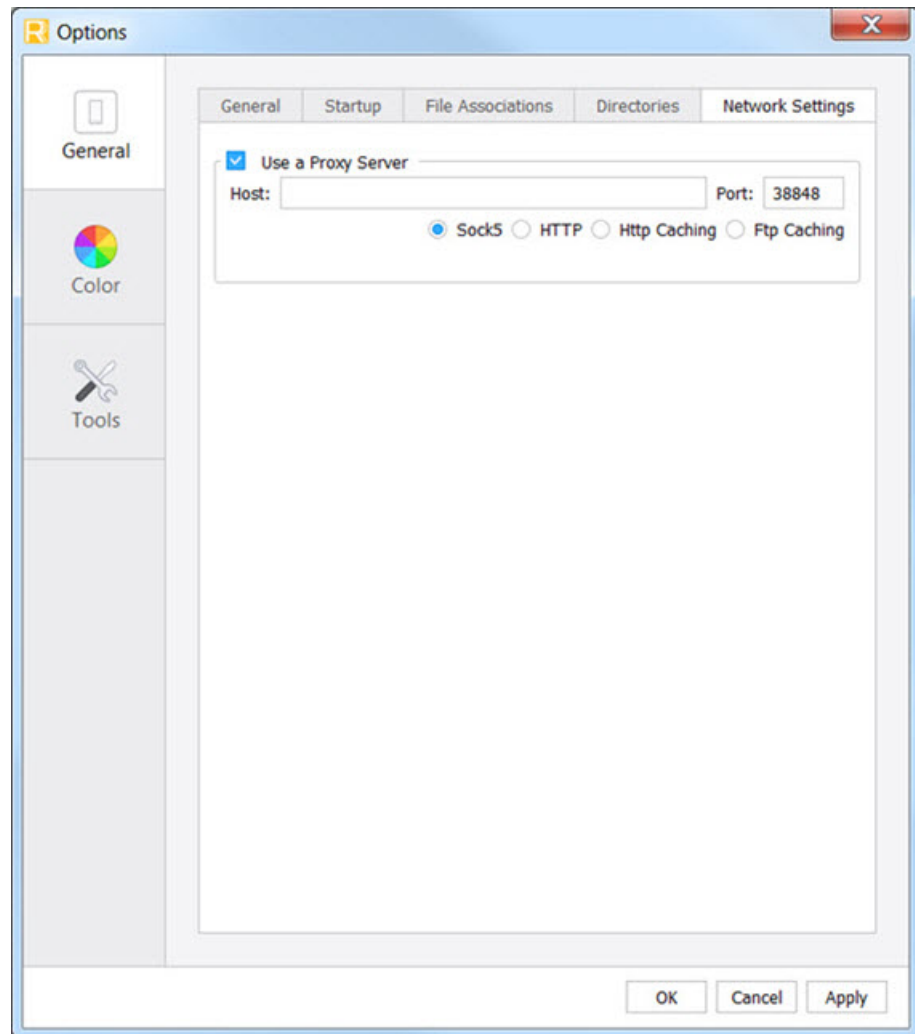 Options
General
Color
Tools
General Startup File Associations Directories Network Settings
Use a Proxy Server
Host: Port: 38848
Sock5 HTTP Http Caching Ftp Caching
OK Cancel Apply